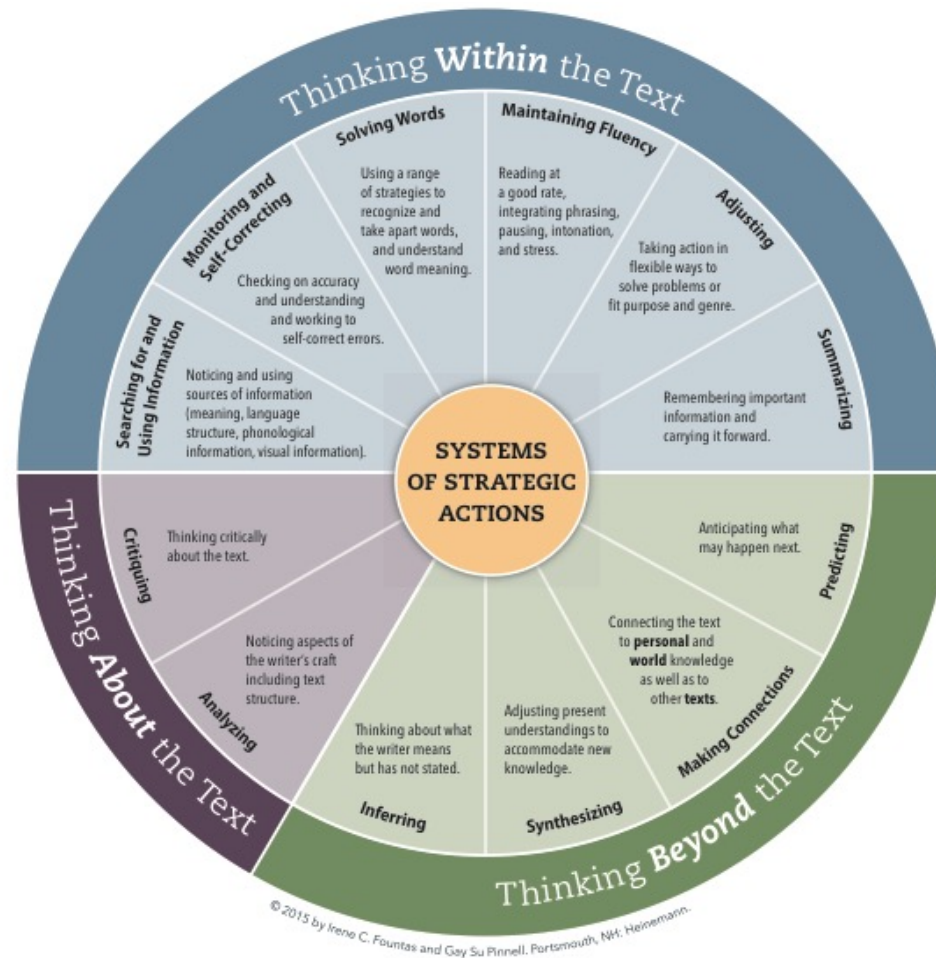 Thinking Within the Text
Searching for and
Using Information
Noticing and using
sources of information
(meaning, language
structure, phonological
information, visual information).
Monitoring and
Self-Correcting
Checking on accuracy
and understanding
and working to
self-correct errors.
Solving Words
Using a range
of strategies to
recognize and
take apart words,
and understand
word meaning.
Maintaining Fluency
Reading at
a good rate,
integrating phrasing,
pausing, intonation,
and stress.
Adjusting
Taking action in
flexible ways to
solve problems or
fit purpose and genre.
Summarizing
Remembering important
information and
carrying it forward.
SYSTEMS
OF STRATEGIC
ACTIONS
Thinking Beyond the Text
Predicting
Anticipating what
may happen next.
Making Connections
Connecting the text
to personal and
world knowledge
as well as to
other texts.
Synthesizing
Adjusting present
understandings to
accommodate new
knowledge.
Inferring
Thinking about what
the writer means
but has not stated.
Thinking About the Text
Analyzing
Noticing aspects of
the writer's craft
including text
structure.
Critiquing
Thinking critically
about the text.
© 2015 by Irene C. Fountas and Gay Su Pinnell. Portsmouth, NH: Heinemann.